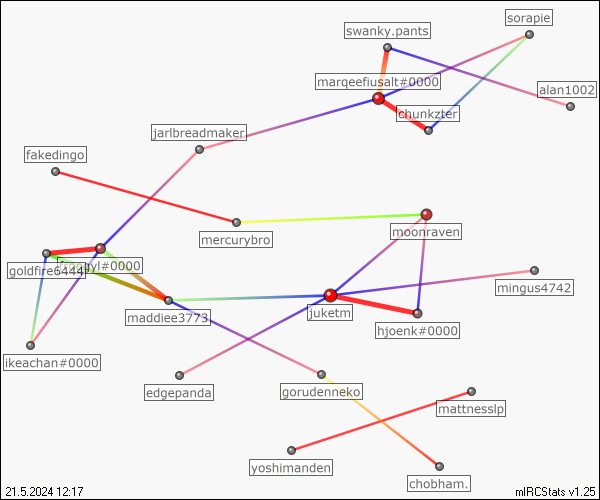 sorapie
swanky.pants
marqeefiusalt#0000
alan1002
chunkzter
jarlbreadmaker
fakedingo
moonraven
mercurybro
goldfire6444
yl#0000
mingus4742
maddiee3773
juketm
hjoenk#0000
ikeachan#0000
edgepanda
gorudenneko
mattnesslp
yoshimanden
chobham.
21.5.2024 12:17
mIRCStats v1.25